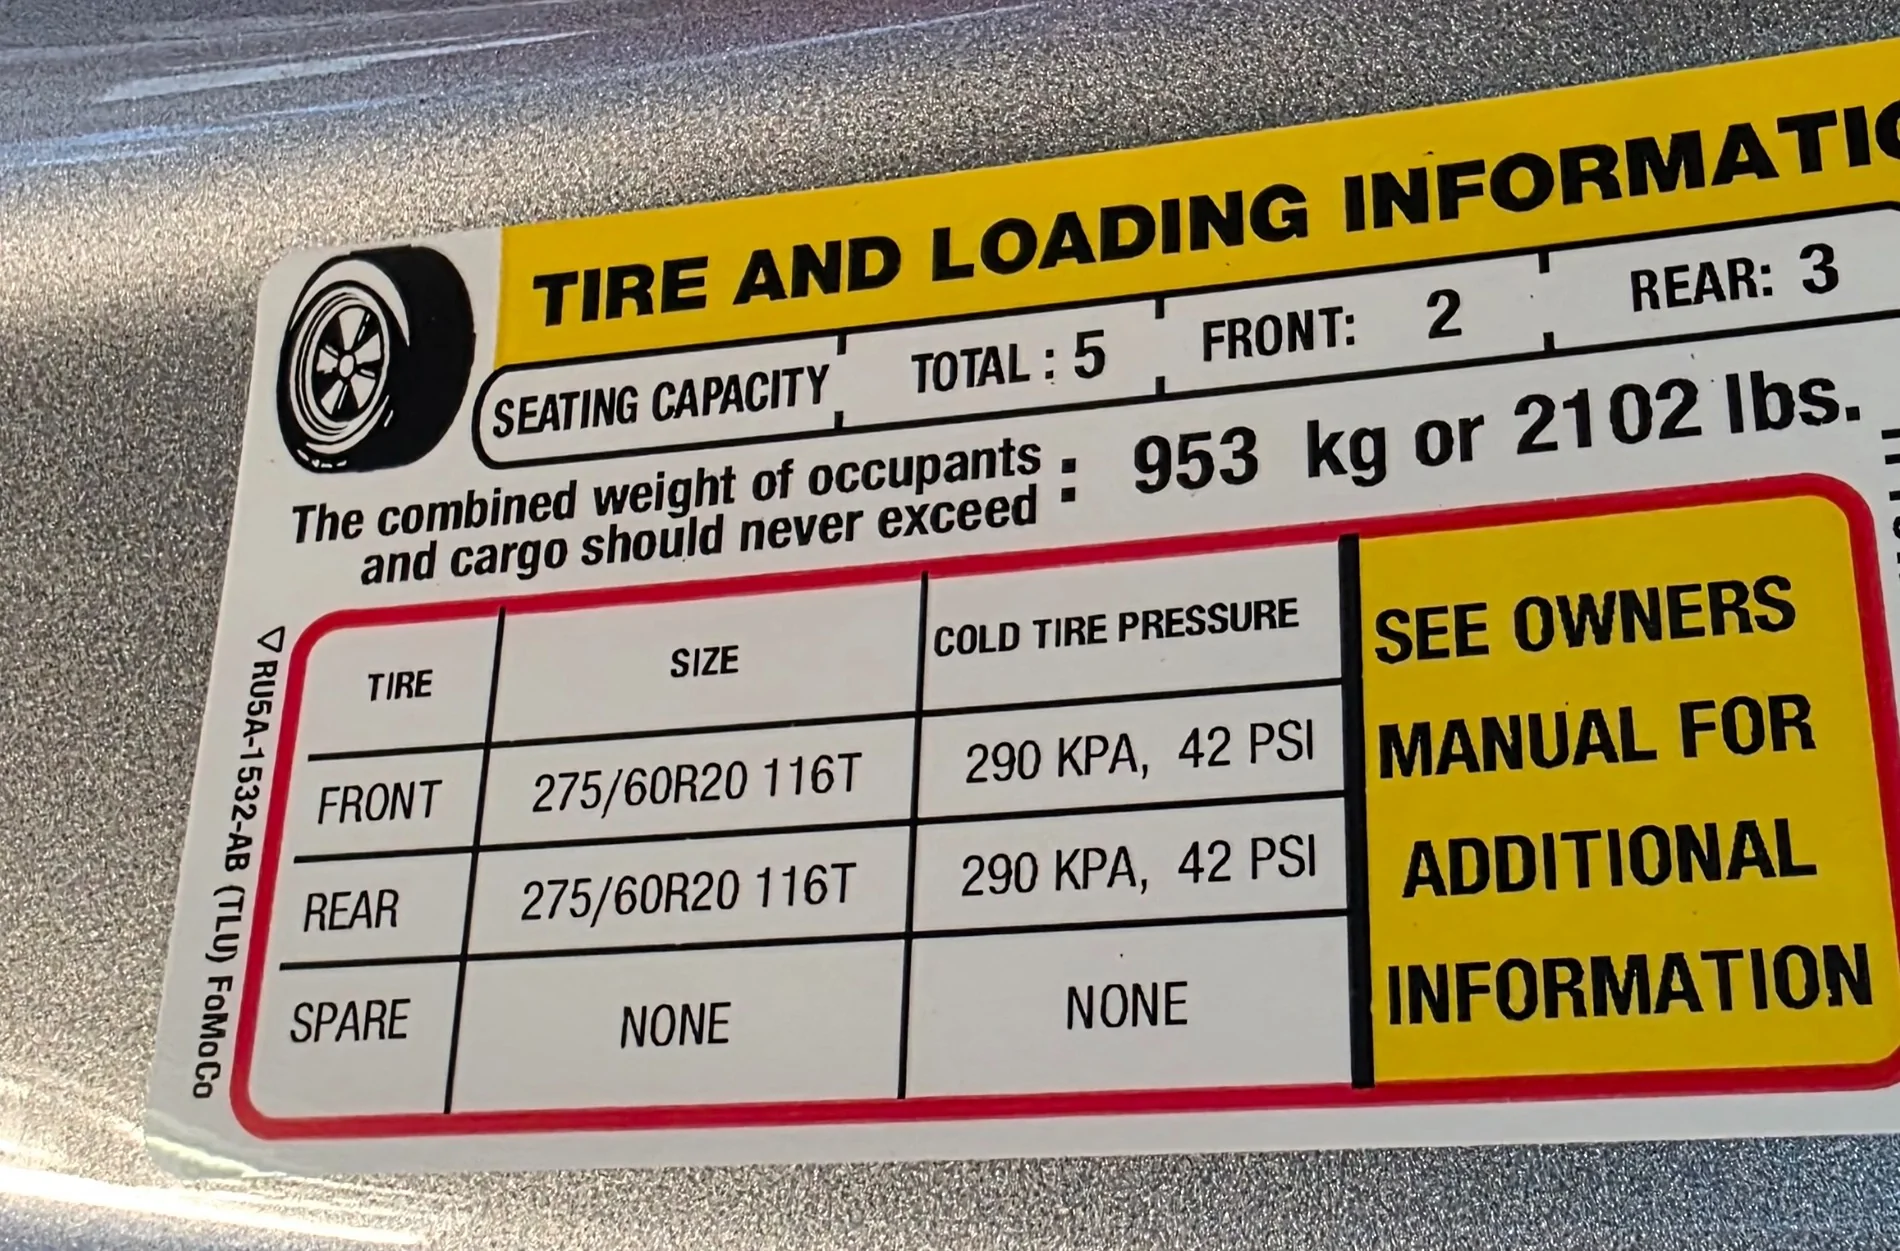 TIRE AND LOADING INFORMATIO
SEATING CAPACITY TOTAL : 5 FRONT: 2 REAR: 3
The combined weight of occupants
and cargo should never exceed : 953 kg or 2102 lbs.
TIRE SIZE COLD TIRE PRESSURE
FRONT 275/60R20 116T 290 KPA, 42 PSI
REAR 275/60R20 116T 290 KPA, 42 PSI
SPARE NONE NONE
SEE OWNERS
MANUAL FOR
ADDITIONAL
INFORMATION
RU5A-1532-AB (TLU) FoMoCo